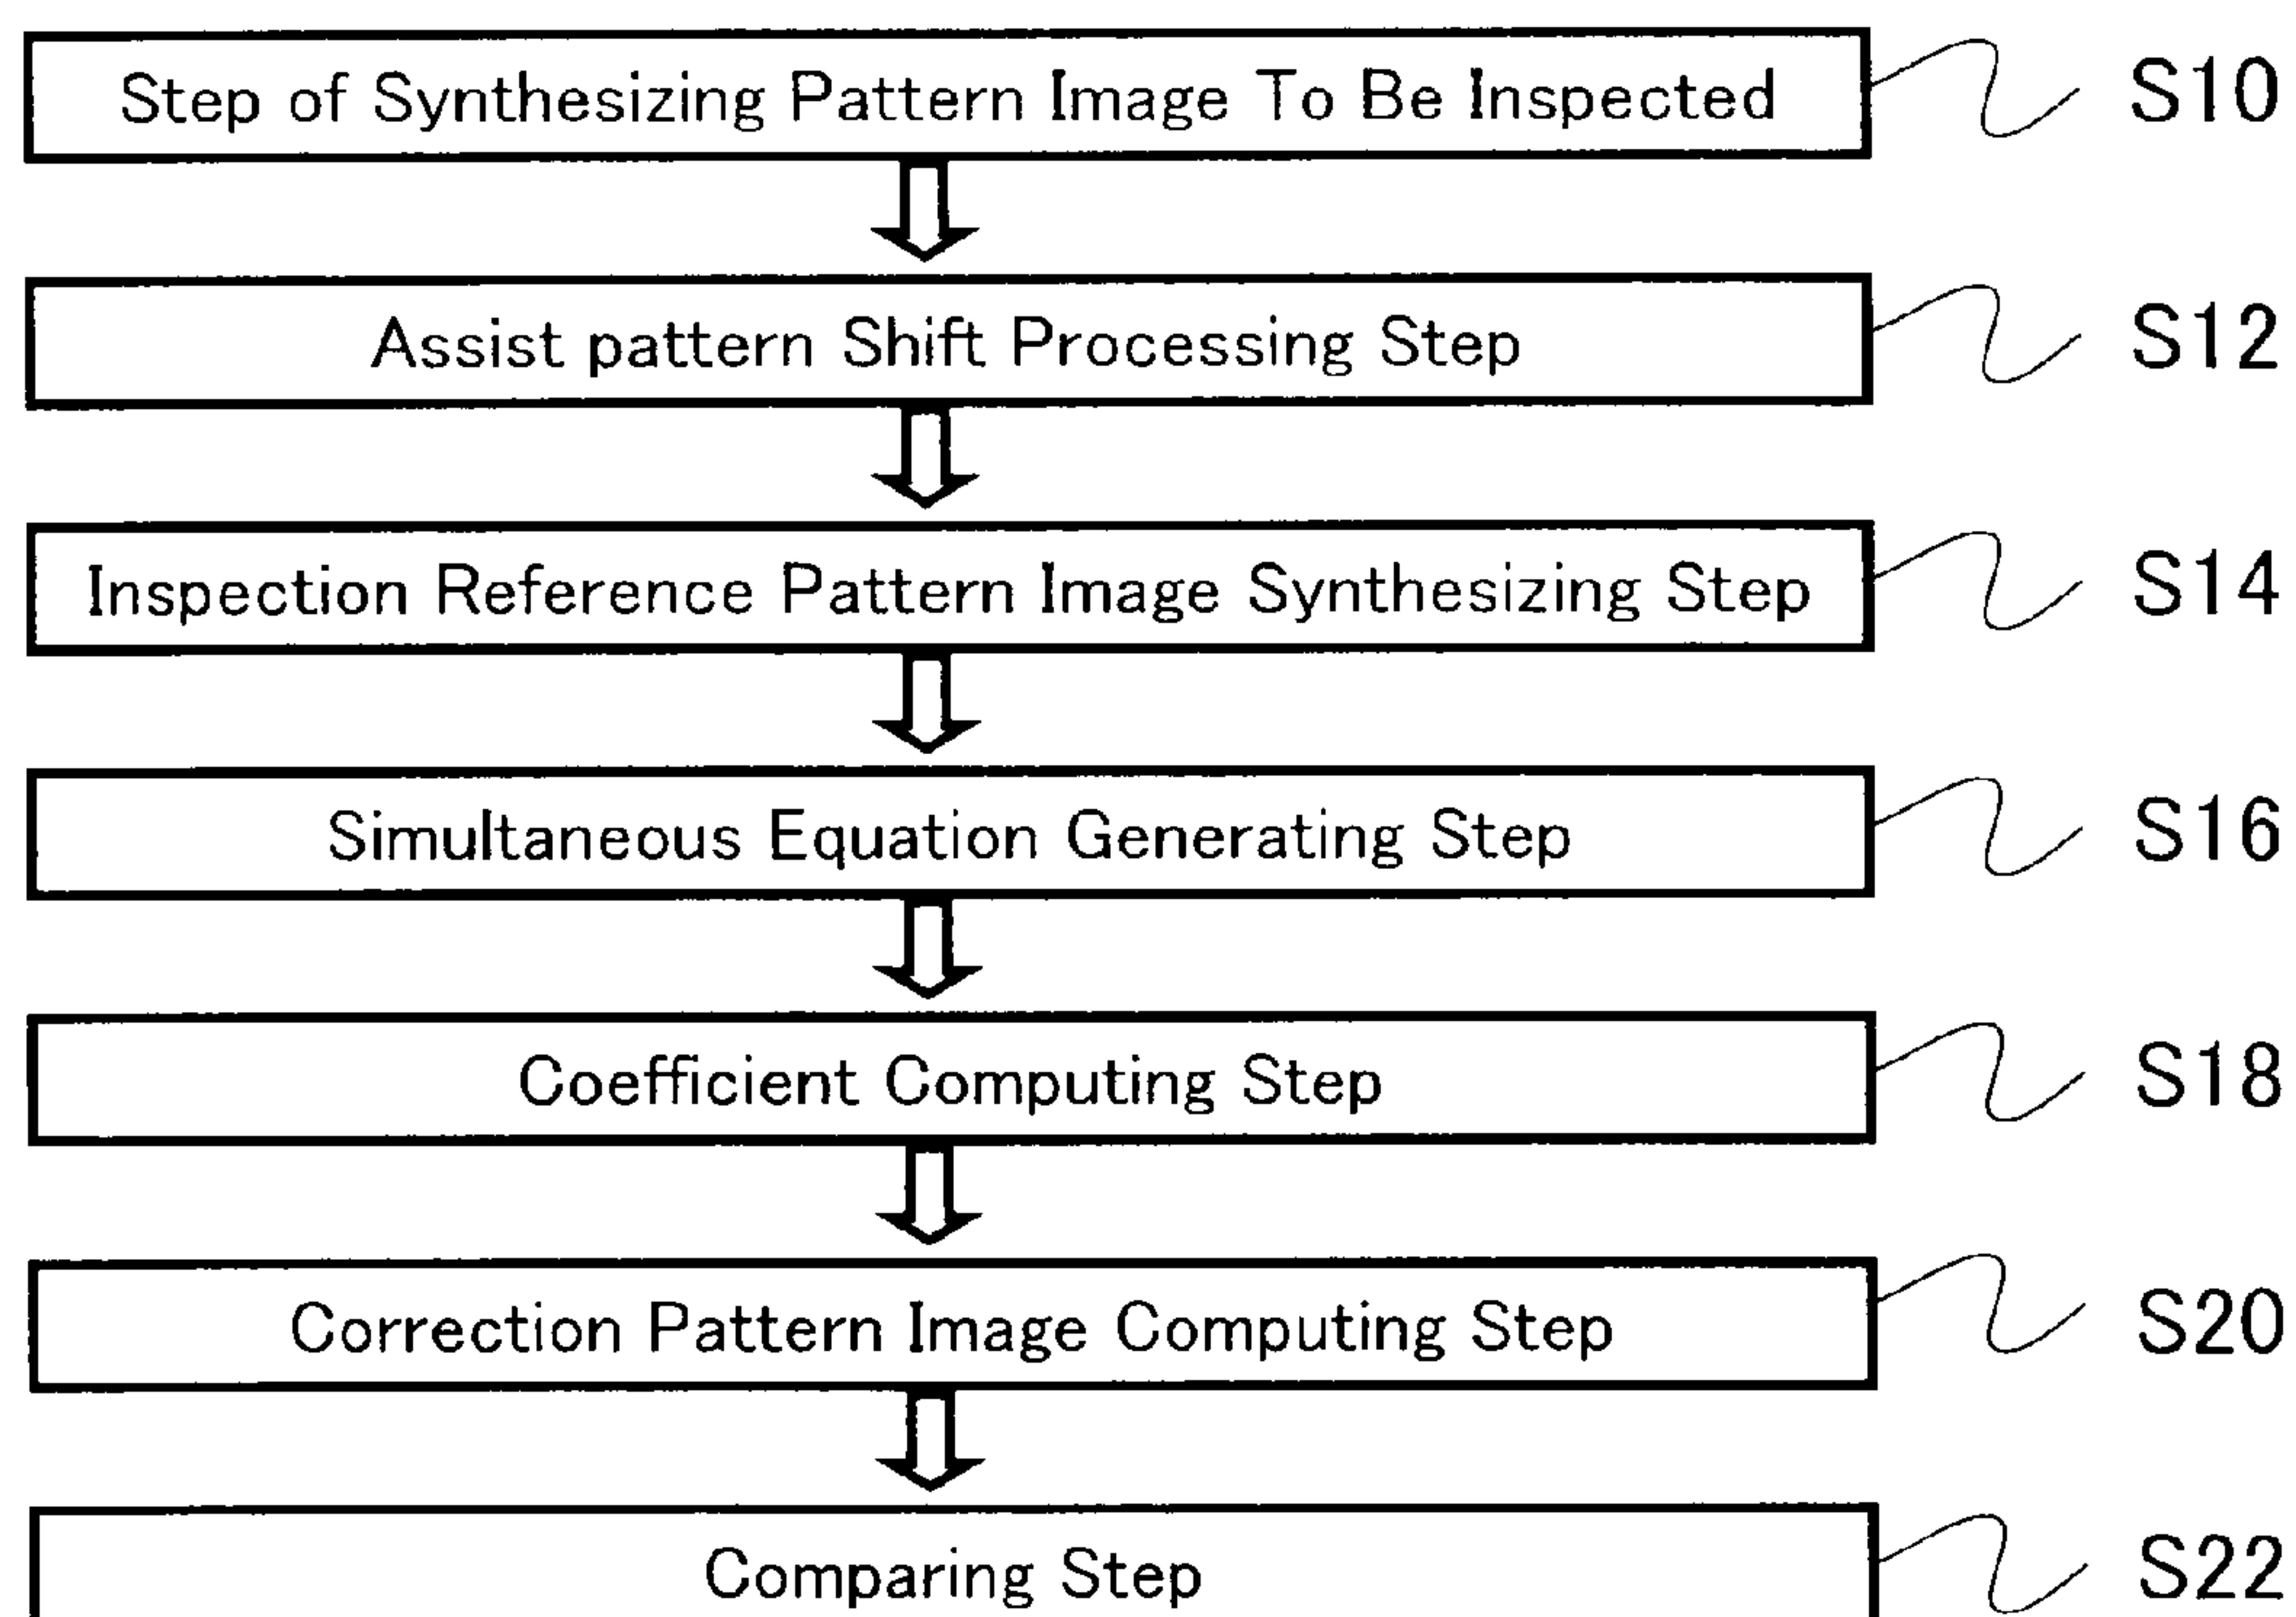 Step of Synthesizing Pattern Image To Be Inspected S10
Assist pattern Shift Processing Step S12
Inspection Reference Pattern Image Synthesizing Step S14
Simultaneous Equation Generating Step S16
Coefficient Computing Step S18
Correction Pattern Image Computing Step S20
Comparing Step S22